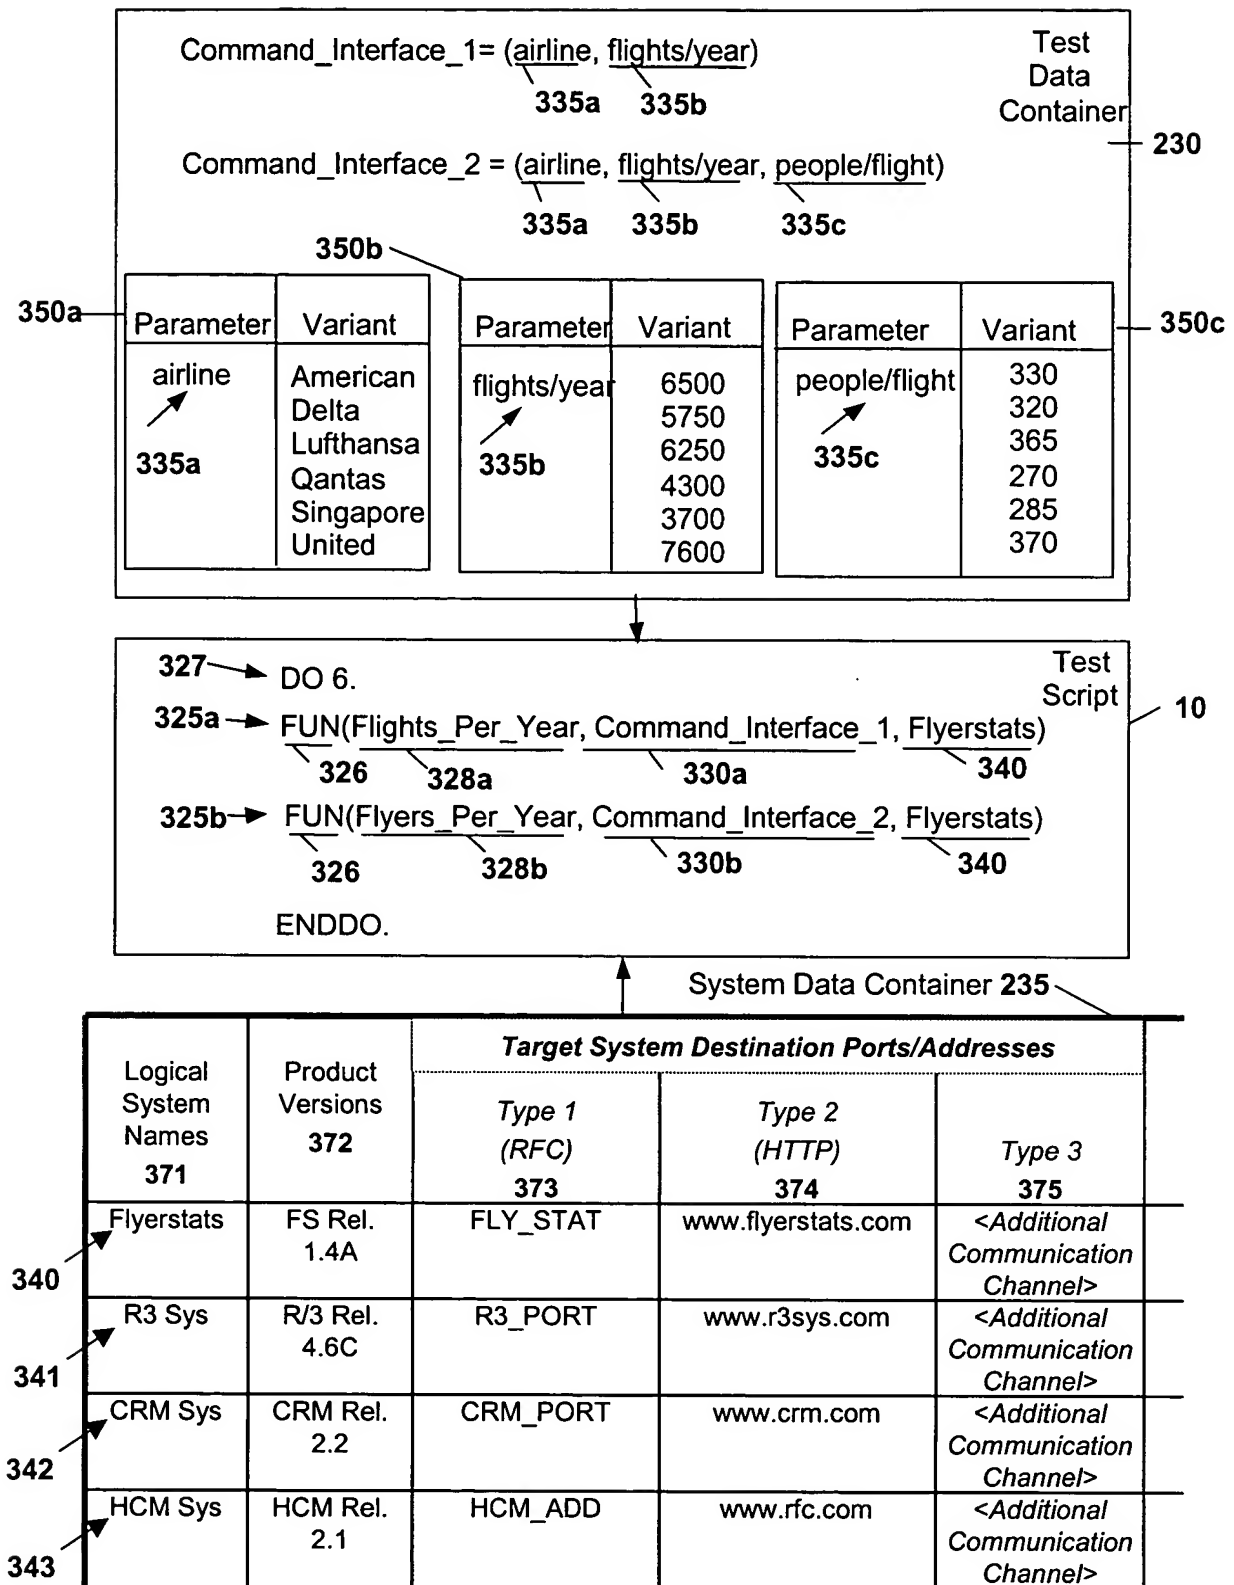 Command_Interface_1= (airline, flights/year)
335a 335b
Test
Data
Container
230
Command_Interface_2 = (airline, flights/year, people/flight)
335a 335b 335c
350b
350a
Parameter Variant
airline
335a
American
Delta
Lufthansa
Qantas
Singapore
United
Parameter Variant
flights/year
335b
6500
5750
6250
4300
3700
7600
350c
Parameter Variant
people/flight
335c
330
320
365
270
285
370
Test
Script
10
327 DO 6.
325a FUN(Flights_Per_Year, Command_Interface_1, Flyerstats)
326 328a 330a 340
325b FUN(Flyers_Per_Year, Command_Interface_2, Flyerstats)
326 328b 330b 340
ENDDO.
System Data Container 235
Logical
System
Names
371
Product
Versions
372
Target System Destination Ports/Addresses
Type 1
(RFC)
373
Type 2
(HTTP)
374
Type 3
375
340
Flyerstats
FS Rel.
1.4A
FLY_STAT
www.flyerstats.com
<Additional
Communication
Channel>
341
R3 Sys
R/3 Rel.
4.6C
R3_PORT
www.r3sys.com
<Additional
Communication
Channel>
342
CRM Sys
CRM Rel.
2.2
CRM_PORT
www.crm.com
<Additional
Communication
Channel>
343
HCM Sys
HCM Rel.
2.1
HCM_ADD
www.rfc.com
<Additional
Communication
Channel>